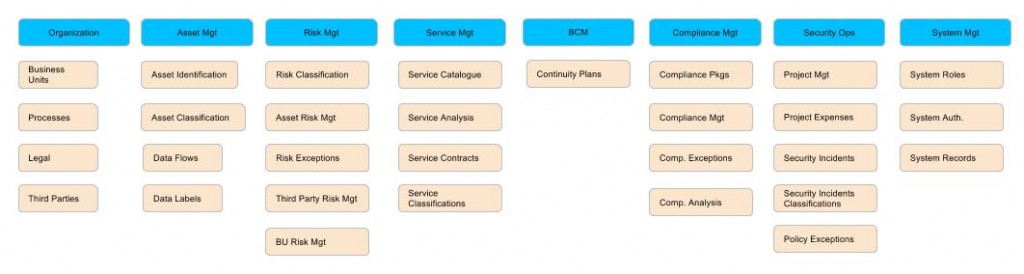 Organization
Asset Mgt
Risk Mgt
Service Mgt
BCM
Compliance Mgt
Security Ops
System Mgt
Business
Units
Asset Identification
Risk Classification
Service Catalogue
Continuity Plans
Compliance Pkgs
Project Mgt
System Roles
Processes
Asset Classification
Asset Risk Mgt
Service Analysis
Compliance Mgt
Project Expenses
System Auth.
Legal
Data Flows
Risk Exceptions
Service Contracts
Comp. Exceptions
Security Incidents
System Records
Third Parties
Data Labels
Third Party Risk Mgt
Service
Classifications
Comp. Analysis
Security Incidents
Classifications
BU Risk Mgt
Policy Exceptions